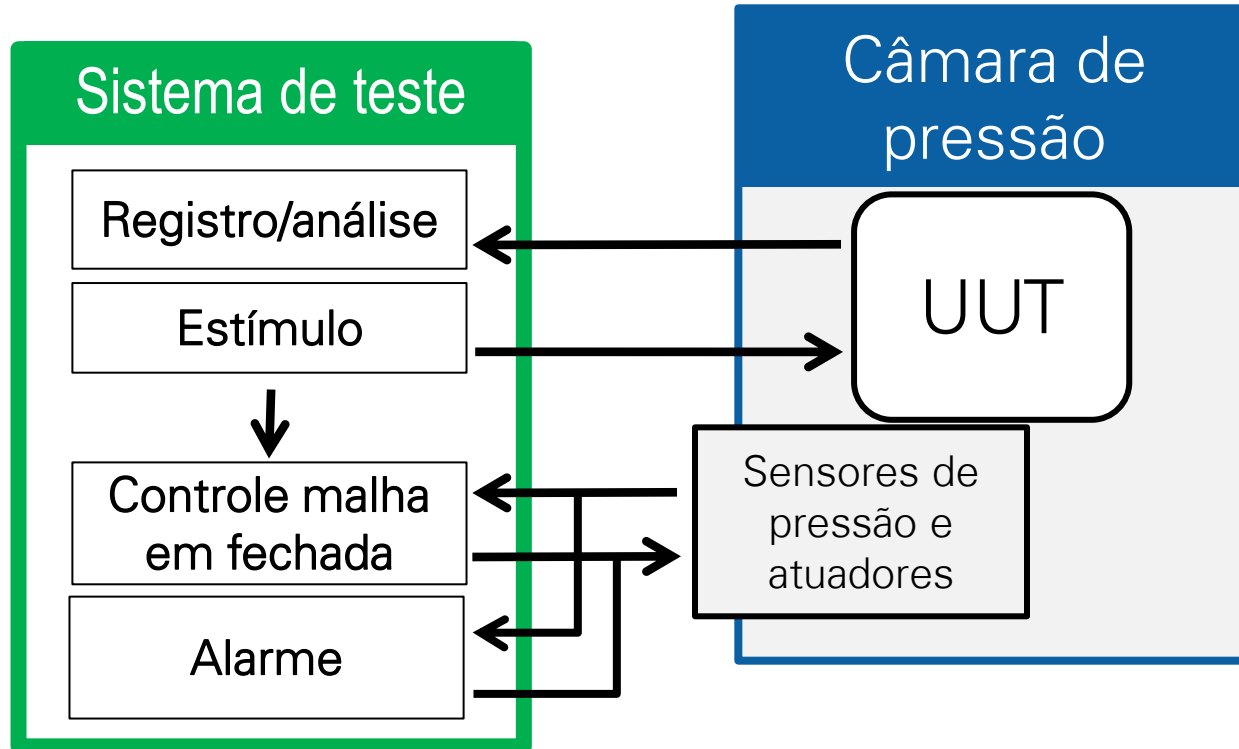 Sistema de teste
Registro/análise
Estímulo
Controle malha
em fechada
Alarme
Câmara de
pressão
UUT
Sensores de
pressão e
atuadores